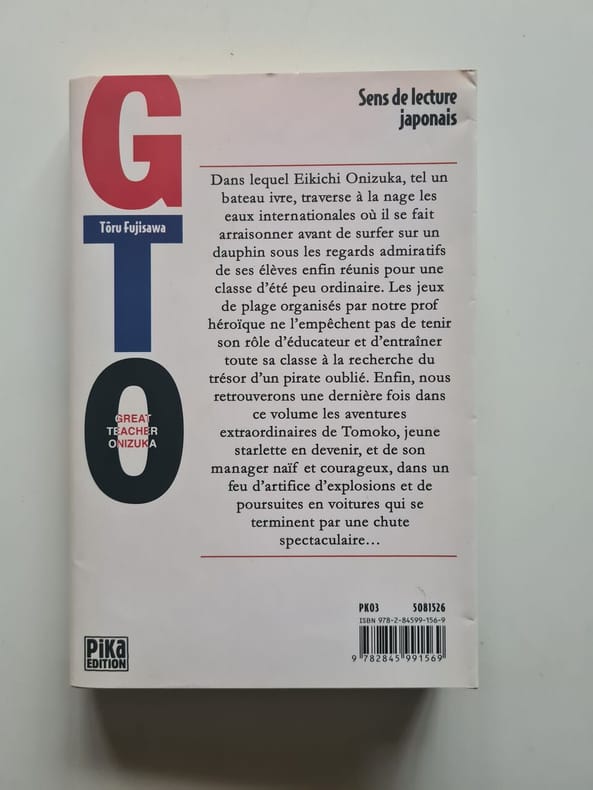 G
T
O
Tôru Fujisawa
GREAT
TEACHER
ONIZUKA
Sens de lecture
japonais
Dans lequel Eikichi Onizuka, tel un
bateau ivre, traverse à la nage les
eaux internationales où il se fait
arraisonner avant de surfer sur un
dauphin sous les regards admiratifs
de ses élèves enfin réunis pour une
classe d'été peu ordinaire. Les jeux
de plage organisés par notre prof
héroïque ne l'empêchent pas de tenir
son rôle d'éducateur et d'entraîner
toute sa classe à la recherche du
trésor d'un pirate oublié. Enfin, nous
retrouverons une dernière fois dans
ce volume les aventures
extraordinaires de Tomoko, jeune
starlette en devenir, et de son
manager naïf et courageux, dans un
feu d'artifice d'explosions et de
poursuites en voitures qui se
terminent par une chute
spectaculaire…
PK03 5081526
ISBN 978-2-84599-156-9
9 782845 991569
PiKa
EDITION